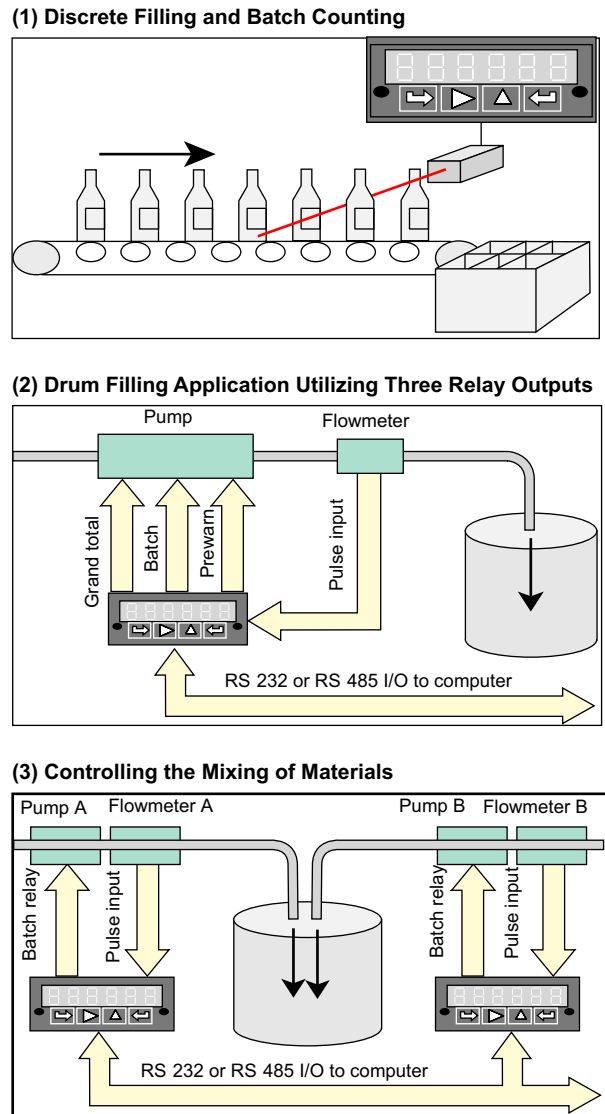 (1) Discrete Filling and Batch Counting
(2) Drum Filling Application Utilizing Three Relay Outputs
Pump
Flowmeter
Grand total
Batch
Prewarn
Pulse input
RS 232 or RS 485 I/O to computer
(3) Controlling the Mixing of Materials
Pump A
Flowmeter A
Pump B
Flowmeter B
Batch relay
Pulse input
Batch relay
Pulse input
RS 232 or RS 485 I/O to computer